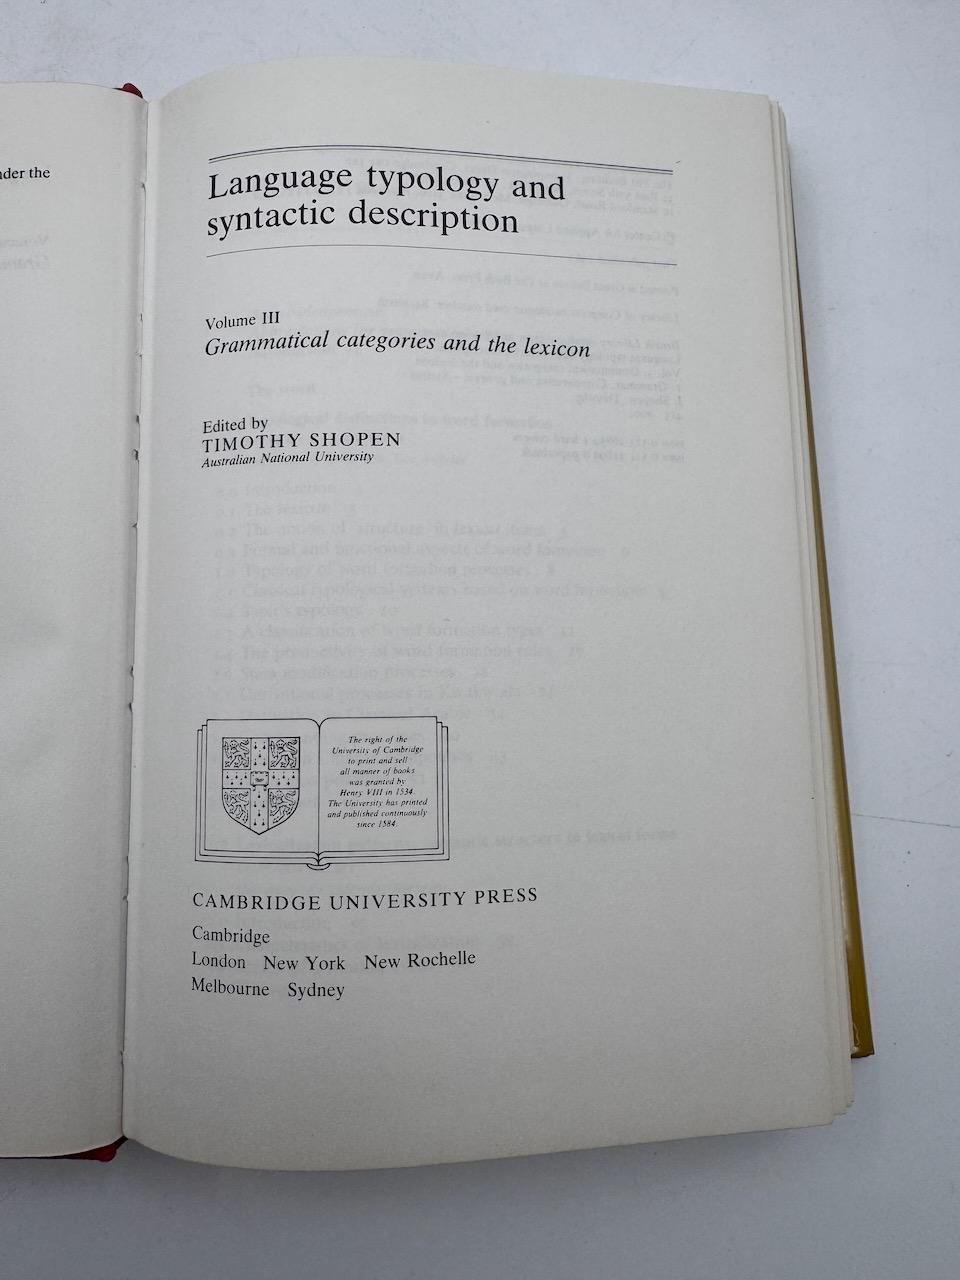 nder the
Language typology and
syntactic description
Volume III
Grammatical categories and the lexicon
Edited by
TIMOTHY SHOPEN
Australian National University
The right of the
University of Cambridge
to print and sell
all manner of books
was granted by
Henry VIII in 1534.
The University has printed
and published continuously
since 1584.
CAMBRIDGE UNIVERSITY PRESS
Cambridge
London New York New Rochelle
Melbourne Sydney